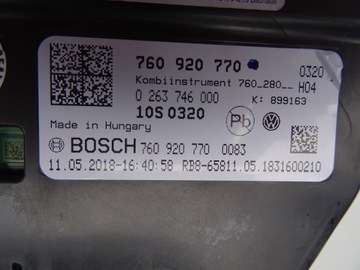 760 920 770 0320
Kombiinstrument 760_280__ H04
0 263 746 000 K: 899163
10S 0320 Pb
Made in Hungary
BOSCH 760 920 770 0083
11.05.2018-16:40:58 RB8-65811.05.1831600210